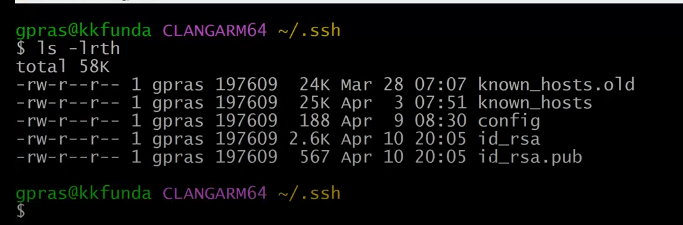 gpras@kkfunda CLANGARM64 ~/.ssh
$ ls -lrth
total 58K
-rw-r--r-- 1 gpras 197609  24K Mar 28 07:07 known_hosts.old
-rw-r--r-- 1 gpras 197609  25K Apr  3 07:51 known_hosts
-rw-r--r-- 1 gpras 197609  188 Apr  9 08:30 config
-rw-r--r-- 1 gpras 197609 2.6K Apr 10 20:05 id_rsa
-rw-r--r-- 1 gpras 197609  567 Apr 10 20:05 id_rsa.pub
gpras@kkfunda CLANGARM64 ~/.ssh
$